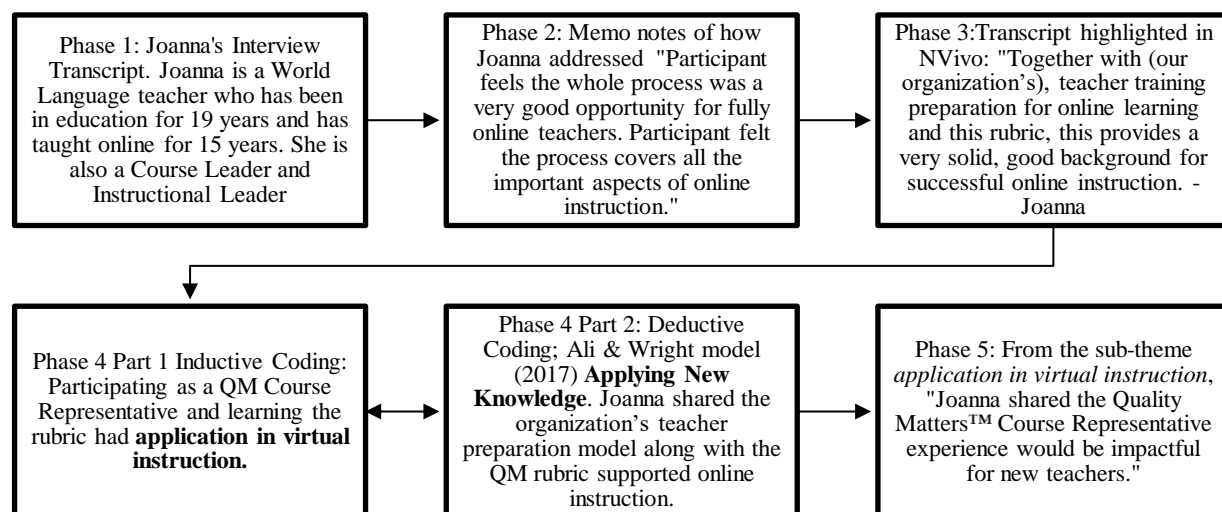 Phase 1: Joanna's Interview
Transcript. Joanna is a World
Language teacher who has been
in education for 19 years and has
taught online for 15 years. She is
also a Course Leader and
Instructional Leader
Phase 2: Memo notes of how
Joanna addressed "Participant
feels the whole process was a
very good opportunity for fully
online teachers. Participant felt
the process covers all the
important aspects of online
instruction."
Phase 3:Transcript highlighted in
NVivo: "Together with (our
organization’s), teacher training
preparation for online learning
and this rubric, this provides a
very solid, good background for
successful online instruction. -
Joanna
Phase 4 Part 1 Inductive Coding:
Participating as a QM Course
Representative and learning the
rubric had application in virtual
instruction.
Phase 4 Part 2: Deductive
Coding; Ali & Wright model
(2017) Applying New
Knowledge. Joanna shared the
organization’s teacher
preparation model along with the
QM rubric supported online
instruction.
Phase 5: From the sub-theme
application in virtual instruction,
"Joanna shared the Quality
Matters™ Course Representative
experience would be impactful
for new teachers."